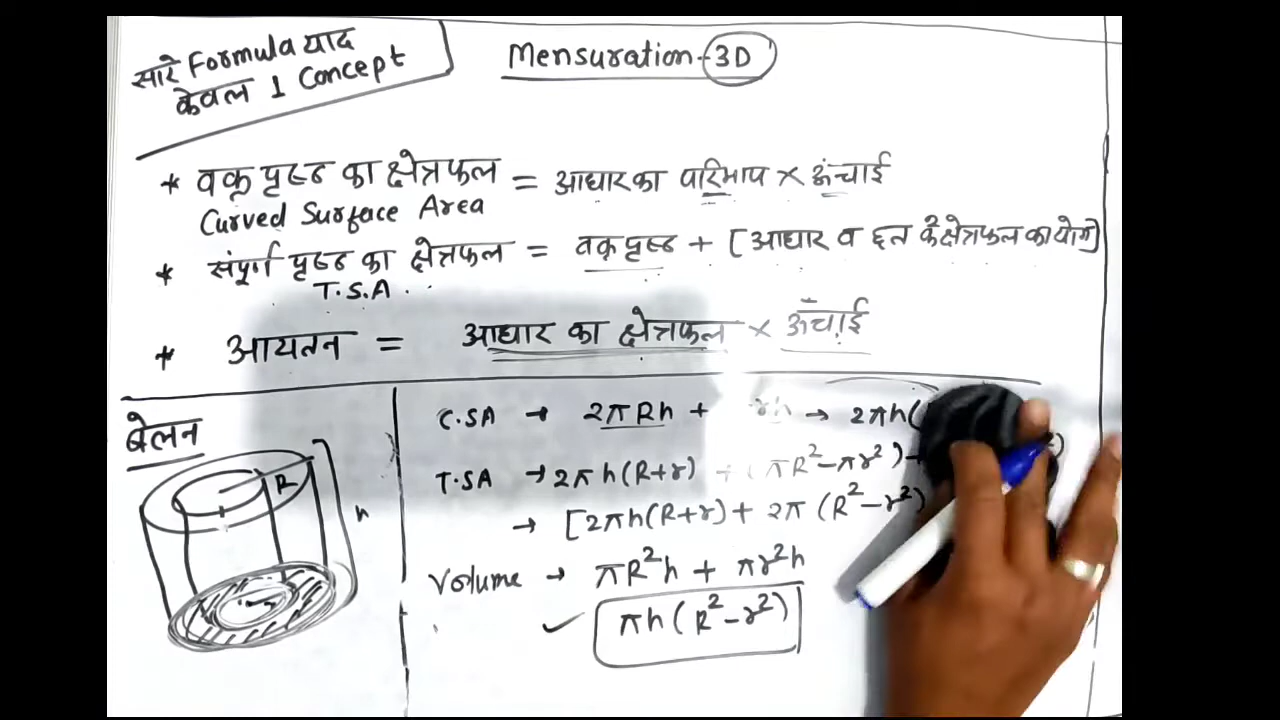 सारे Formula याद
केवल 1 Concept
Mensuration-3D
* वक्र पृष्ठ का क्षेत्रफल = आधार का परिमाप × ऊंचाई
Curved Surface Area
* संपूर्ण पृष्ठ का क्षेत्रफल = वक्र पृष्ठ + [आधार व छत के क्षेत्रफल का योग]
T.S.A.
* आयतन = आधार का क्षेत्रफल × ऊँचाई
बेलन
R
r
h
C.SA → 2πRh + → 2πh(
T.SA → 2πh(R+r) + (πR²-πr²)+
→ [2πh(R+r) + 2π(R²-r²)
Volume → πR²h + πr²h
πh(R²-r²)